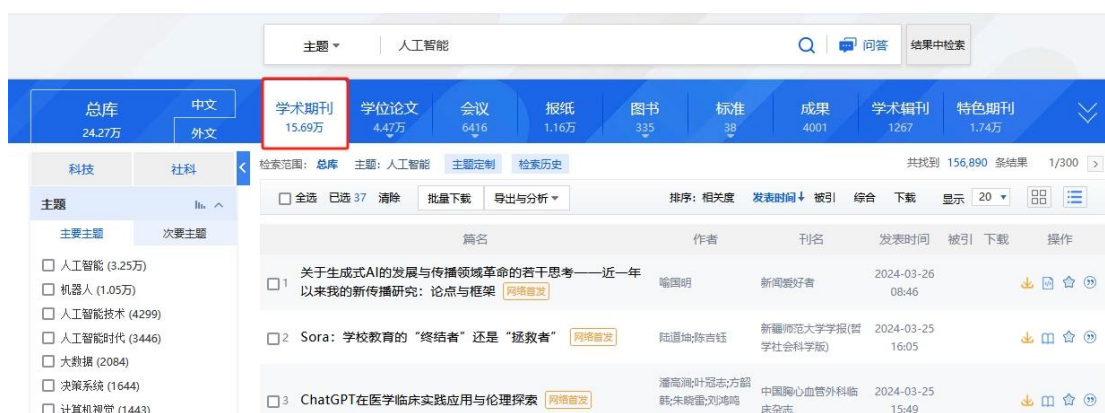 主题 人工智能 问答 结果中检索
总库 中文 学术期刊 学位论文 会议 报纸 图书 标准 成果 学术辑刊 特色期刊
24.27万 外文 15.69万 4.47万 6416 1.16万 335 38 4001 1267 1.74万
科技 社科 检索范围：总库 主题：人工智能 主题定制 检索历史 共找到 156,890 条结果 1/300
主题 全选 已选 37 清除 批量下载 导出与分析 排序：相关度 发表时间↓ 被引 综合 下载 显示 20
主要主题 次要主题 篇名 作者 刊名 发表时间 被引 下载 操作
人工智能 (3.25万)
机器人 (1.05万)
人工智能技术 (4299)
人工智能时代 (3446)
大数据 (2084)
决策系统 (1644)
计算机视觉 (1443)
1 关于生成式AI的发展与传播领域革命的若干思考——近一年
以来我的新传播研究：论点与框架 网络首发
喻国明 新闻爱好者 2024-03-26
08:46
2 Sora：学校教育的“终结者”还是“拯救者” 网络首发
陆道坤;陈吉钰 新疆师范大学学报(哲
学社会科学版)
2024-03-25
16:05
3 ChatGPT在医学临床实践应用与伦理探索 网络首发
潘高润;叶冠志;方韶
韩;朱晓雷;刘鸿鸣
中国胸心血管外科临
床杂志
2024-03-25
15:49